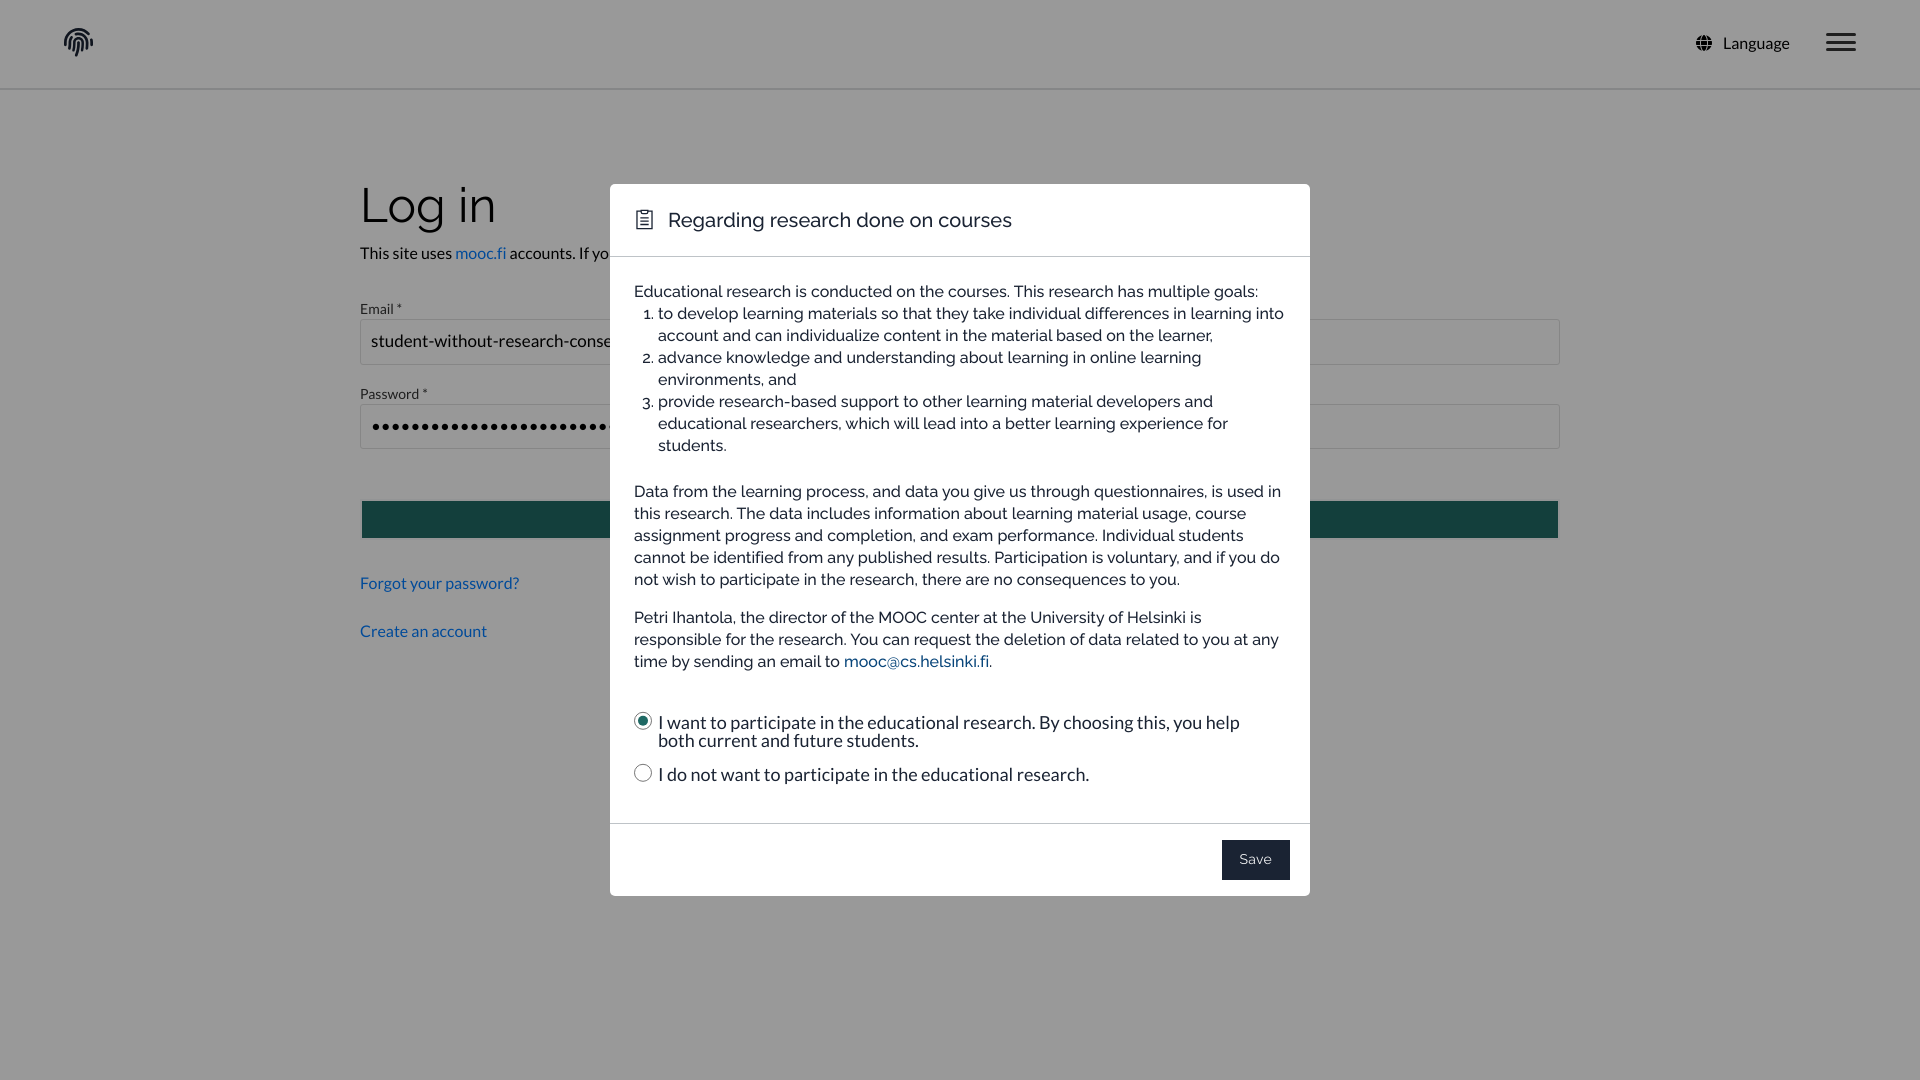 Language
Log in
This site uses mooc.fi accounts. If yo
Email *
student-without-research-conse
Password *
Forgot your password?
Create an account
Regarding research done on courses
Educational research is conducted on the courses. This research has multiple goals:
1. to develop learning materials so that they take individual differences in learning into
account and can individualize content in the material based on the learner,
2. advance knowledge and understanding about learning in online learning
environments, and
3. provide research-based support to other learning material developers and
educational researchers, which will lead into a better learning experience for
students.
Data from the learning process, and data you give us through questionnaires, is used in
this research. The data includes information about learning material usage, course
assignment progress and completion, and exam performance. Individual students
cannot be identified from any published results. Participation is voluntary, and if you do
not wish to participate in the research, there are no consequences to you.
Petri Ihantola, the director of the MOOC center at the University of Helsinki is
responsible for the research. You can request the deletion of data related to you at any
time by sending an email to mooc@cs.helsinki.fi.
I want to participate in the educational research. By choosing this, you help
both current and future students.
I do not want to participate in the educational research.
Save